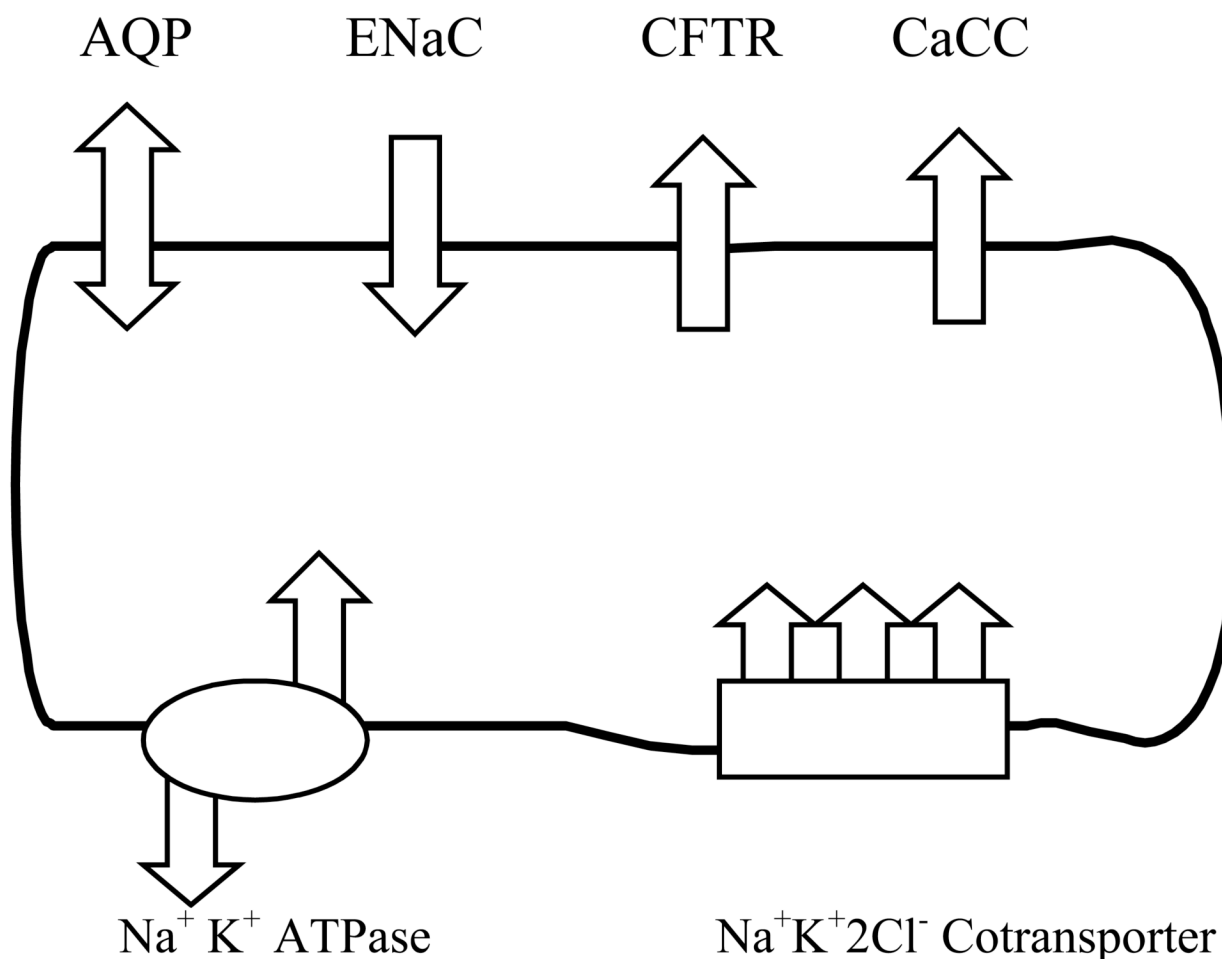 AQP ENaC CFTR CaCC
Na⁺ K⁺ ATPase Na⁺K⁺2Cl⁻ Cotransporter